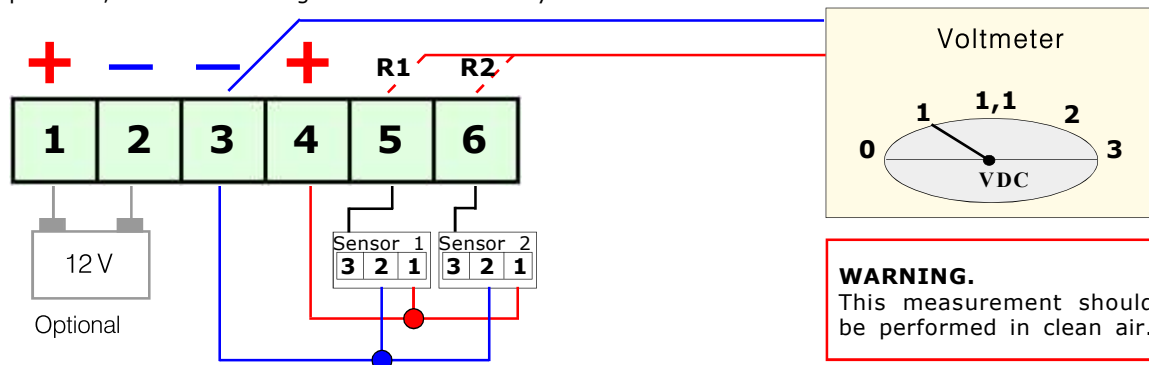 + — — + R1 R2
1 2 3 4 5 6
12 V
Optional
Sensor 1
3 2 1
Sensor 2
3 2 1
Voltmeter
0 1 1,1 2 3
VDC
WARNING.
This measurement should
be performed in clean air.